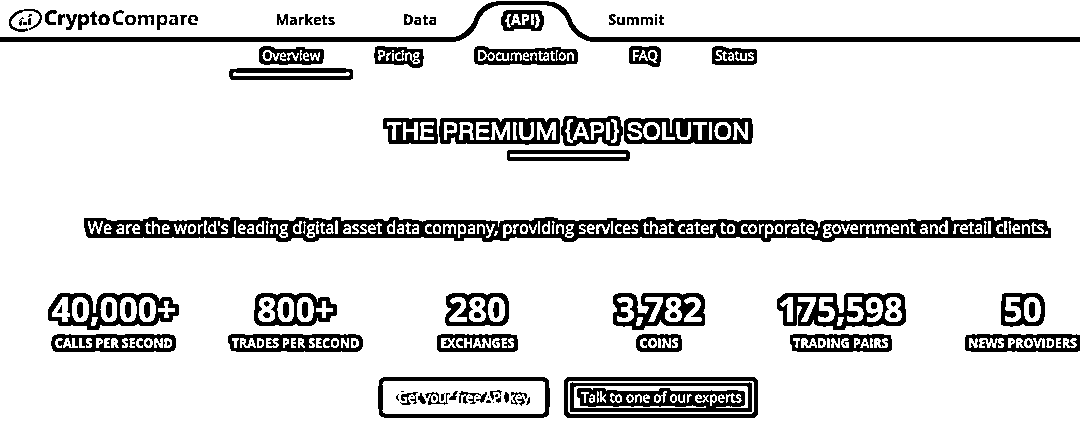 CryptoCompare Markets Data {API} Summit
Overview Pricing Documentation FAQ Status
THE PREMIUM {API} SOLUTION
We are the world's leading digital asset data company, providing services that cater to corporate, government and retail clients.
40,000+ 800+ 280 3,782 175,598 50
CALLS PER SECOND TRADES PER SECOND EXCHANGES COINS TRADING PAIRS NEWS PROVIDERS
Get your free API key Talk to one of our experts